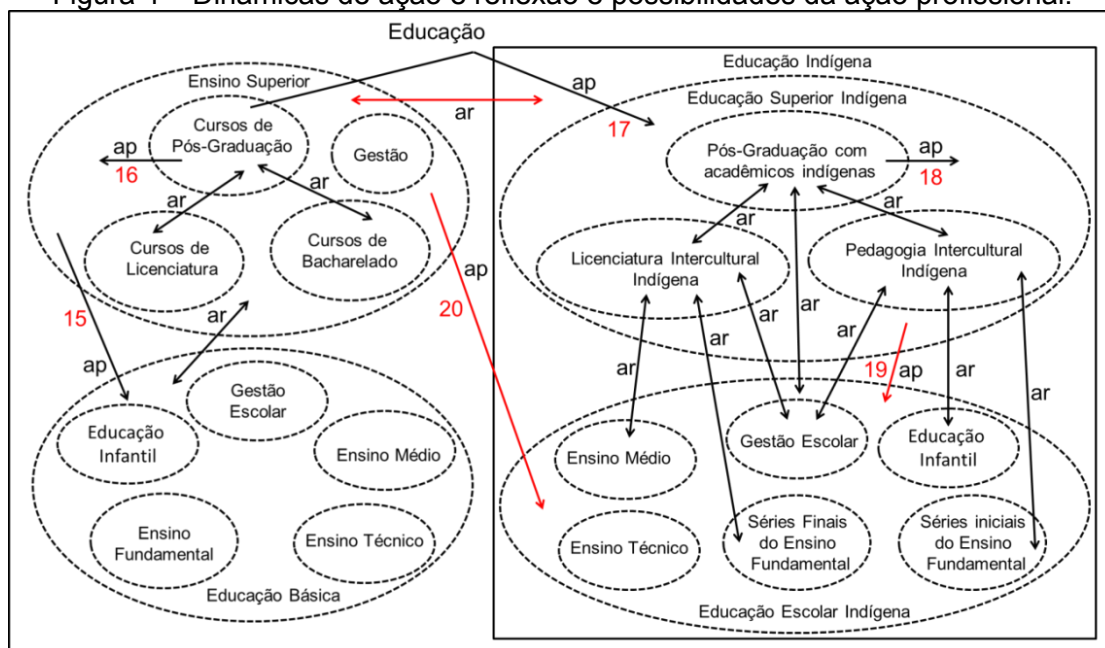 Figura 4 – Dinâmicas de ação e reflexão e possibilidades da ação profissional.
Educação
Ensino Superior
Cursos de
Pós-Graduação
Gestão
ap
16
ar
ar
Cursos de
Licenciatura
Cursos de
Bacharelado
15
ap
ar
ar
ap
17
ap
20
Gestão
Escolar
Educação
Infantil
Ensino Médio
Ensino
Fundamental
Ensino Técnico
Educação Básica
Educação Indígena
Educação Superior Indígena
Pós-Graduação com
acadêmicos indígenas
ap
18
ar
ar
Licenciatura Intercultural
Indígena
Pedagogia Intercultural
Indígena
ar
ar
ar
ar
ar
19
ap
ar
ar
Ensino Médio
Gestão Escolar
Educação
Infantil
Ensino Técnico
Séries Finais
do Ensino
Fundamental
Séries iniciais
do Ensino
Fundamental
Educação Escolar Indígena